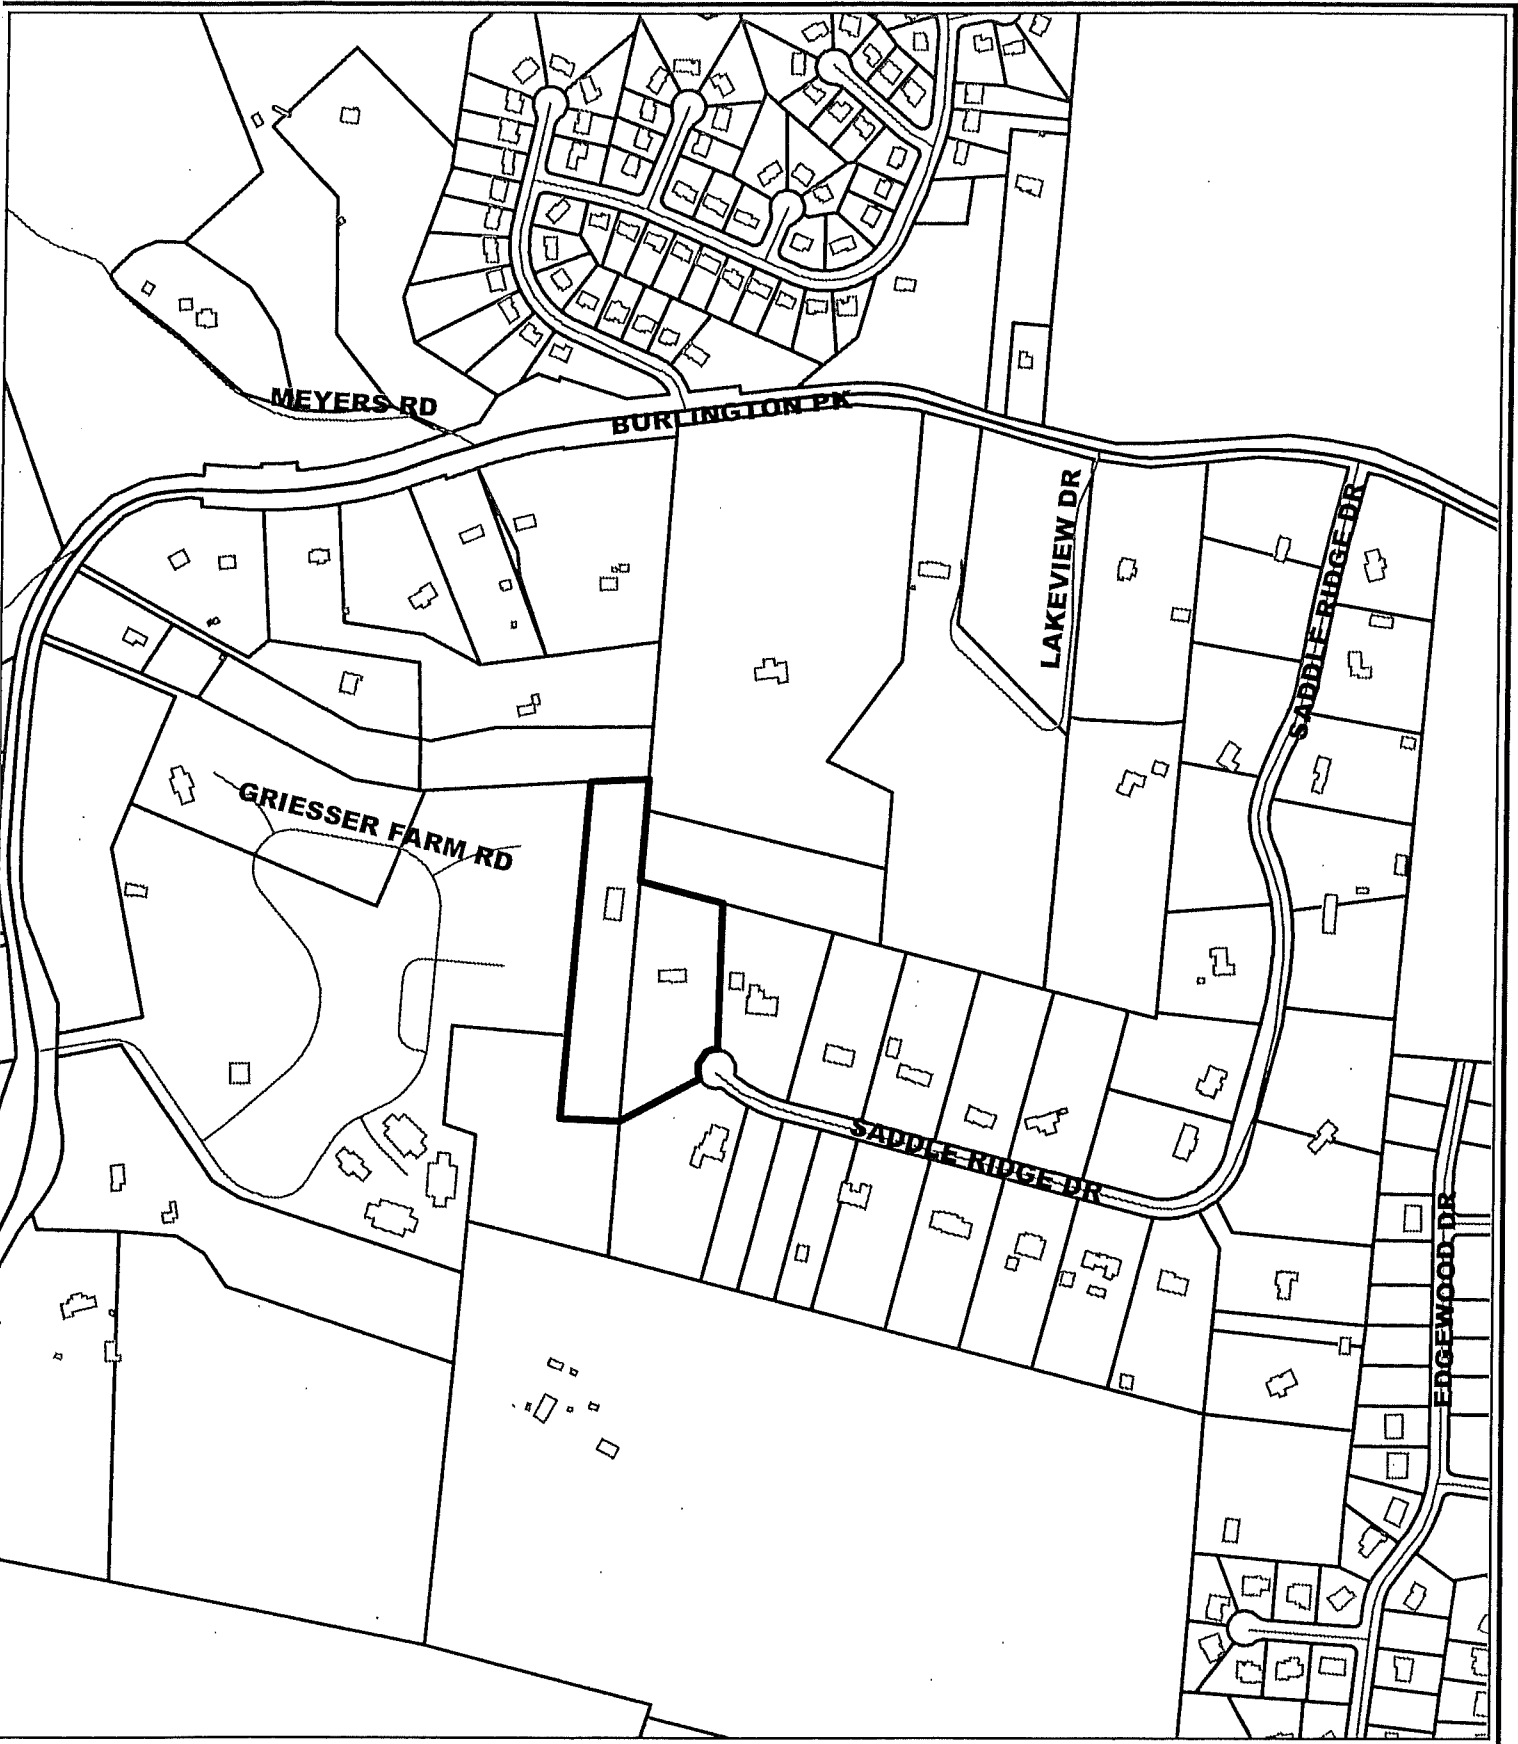 MEYERS RD
BURLINGTON PK
LAKEVIEW DR
SADDLE RIDGE DR
GRIESSER FARM RD
SADDLE RIDGE DR
EDGEWOOD DR